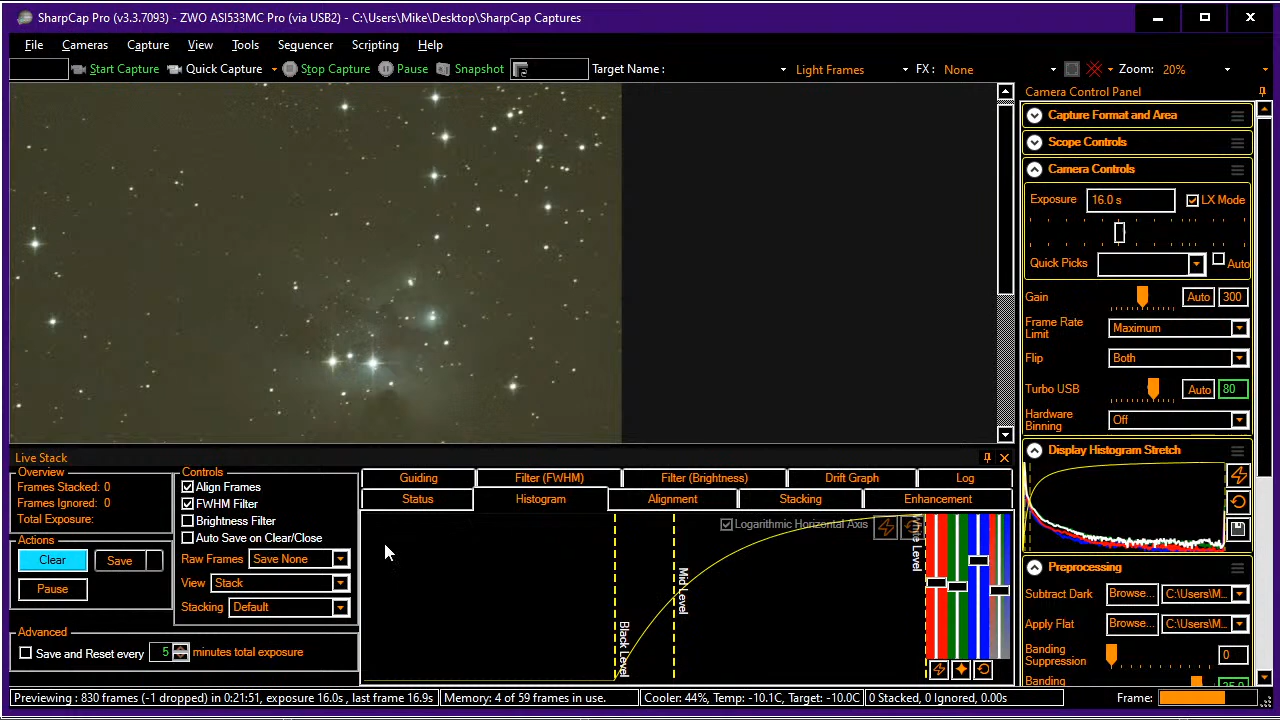 SharpCap Pro (v3.3.7093) - ZWO ASI533MC Pro (via USB2) - C:\Users\Mike\Desktop\SharpCap Captures
File Cameras Capture View Tools Sequencer Scripting Help
Start Capture Quick Capture Stop Capture Pause Snapshot Target Name : Light Frames FX : None Zoom: 20%
Camera Control Panel
Capture Format and Area
Scope Controls
Camera Controls
Exposure 16.0 s LX Mode
Quick Picks Auto
Gain Auto 300
Frame Rate
Limit Maximum
Flip Both
Turbo USB Auto 80
Hardware
Binning Off
Display Histogram Stretch
Preprocessing
Subtract Dark Browse... C:\Users\M...
Apply Flat Browse... C:\Users\M...
Banding
Suppression 0
Banding
Live Stack
Overview
Frames Stacked: 0
Frames Ignored: 0
Total Exposure:
Actions
Clear Save
Pause
Controls
Align Frames
FWHM Filter
Brightness Filter
Auto Save on Clear/Close
Raw Frames Save None
View Stack
Stacking Default
Advanced
Save and Reset every 5 minutes total exposure
Guiding Filter (FWHM) Filter (Brightness) Drift Graph Log
Status Histogram Alignment Stacking Enhancement
Logarithmic Horizontal Axis
Black Level
Mid Level
White Level
Previewing : 830 frames (-1 dropped) in 0:21:51, exposure 16.0s , last frame 16.9s Memory: 4 of 59 frames in use. Cooler: 44%, Temp: -10.1C, Target: -10.0C 0 Stacked, 0 Ignored, 0.00s Frame: